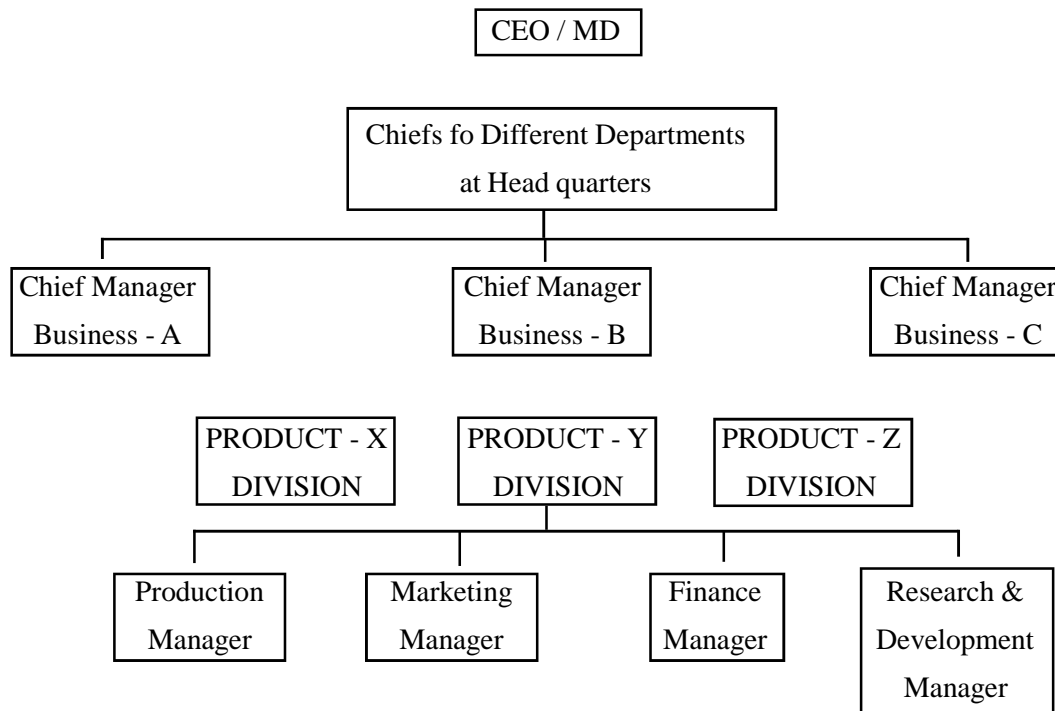 CEO / MD
Chiefs fo Different Departments
at Head quarters
Chief Manager
Business - A
Chief Manager
Business - B
Chief Manager
Business - C
PRODUCT - X
DIVISION
PRODUCT - Y
DIVISION
PRODUCT - Z
DIVISION
Production
Manager
Marketing
Manager
Finance
Manager
Research &
Development
Manager